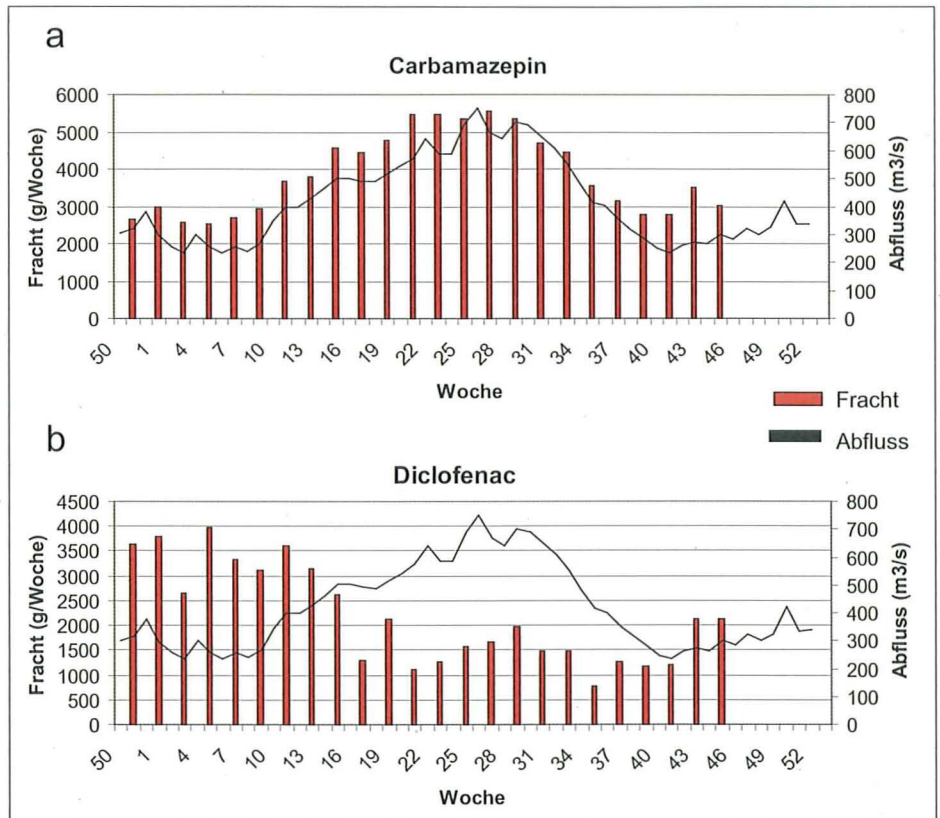 a
Carbamazepin
Fracht (g/Woche)
6000
5000
4000
3000
2000
1000
0
800
700
600
500
400
300
200
100
0
Abfluss (m3/s)
50 1 4 7 10 13 16 19 22 25 28 31 34 37 40 43 46 49 52
Woche
Fracht
Abfluss
b
Diclofenac
Fracht (g/Woche)
4500
4000
3500
3000
2500
2000
1500
1000
500
0
800
700
600
500
400
300
200
100
0
Abfluss (m3/s)
50 1 4 7 10 13 16 19 22 25 28 31 34 37 40 43 46 49 52
Woche